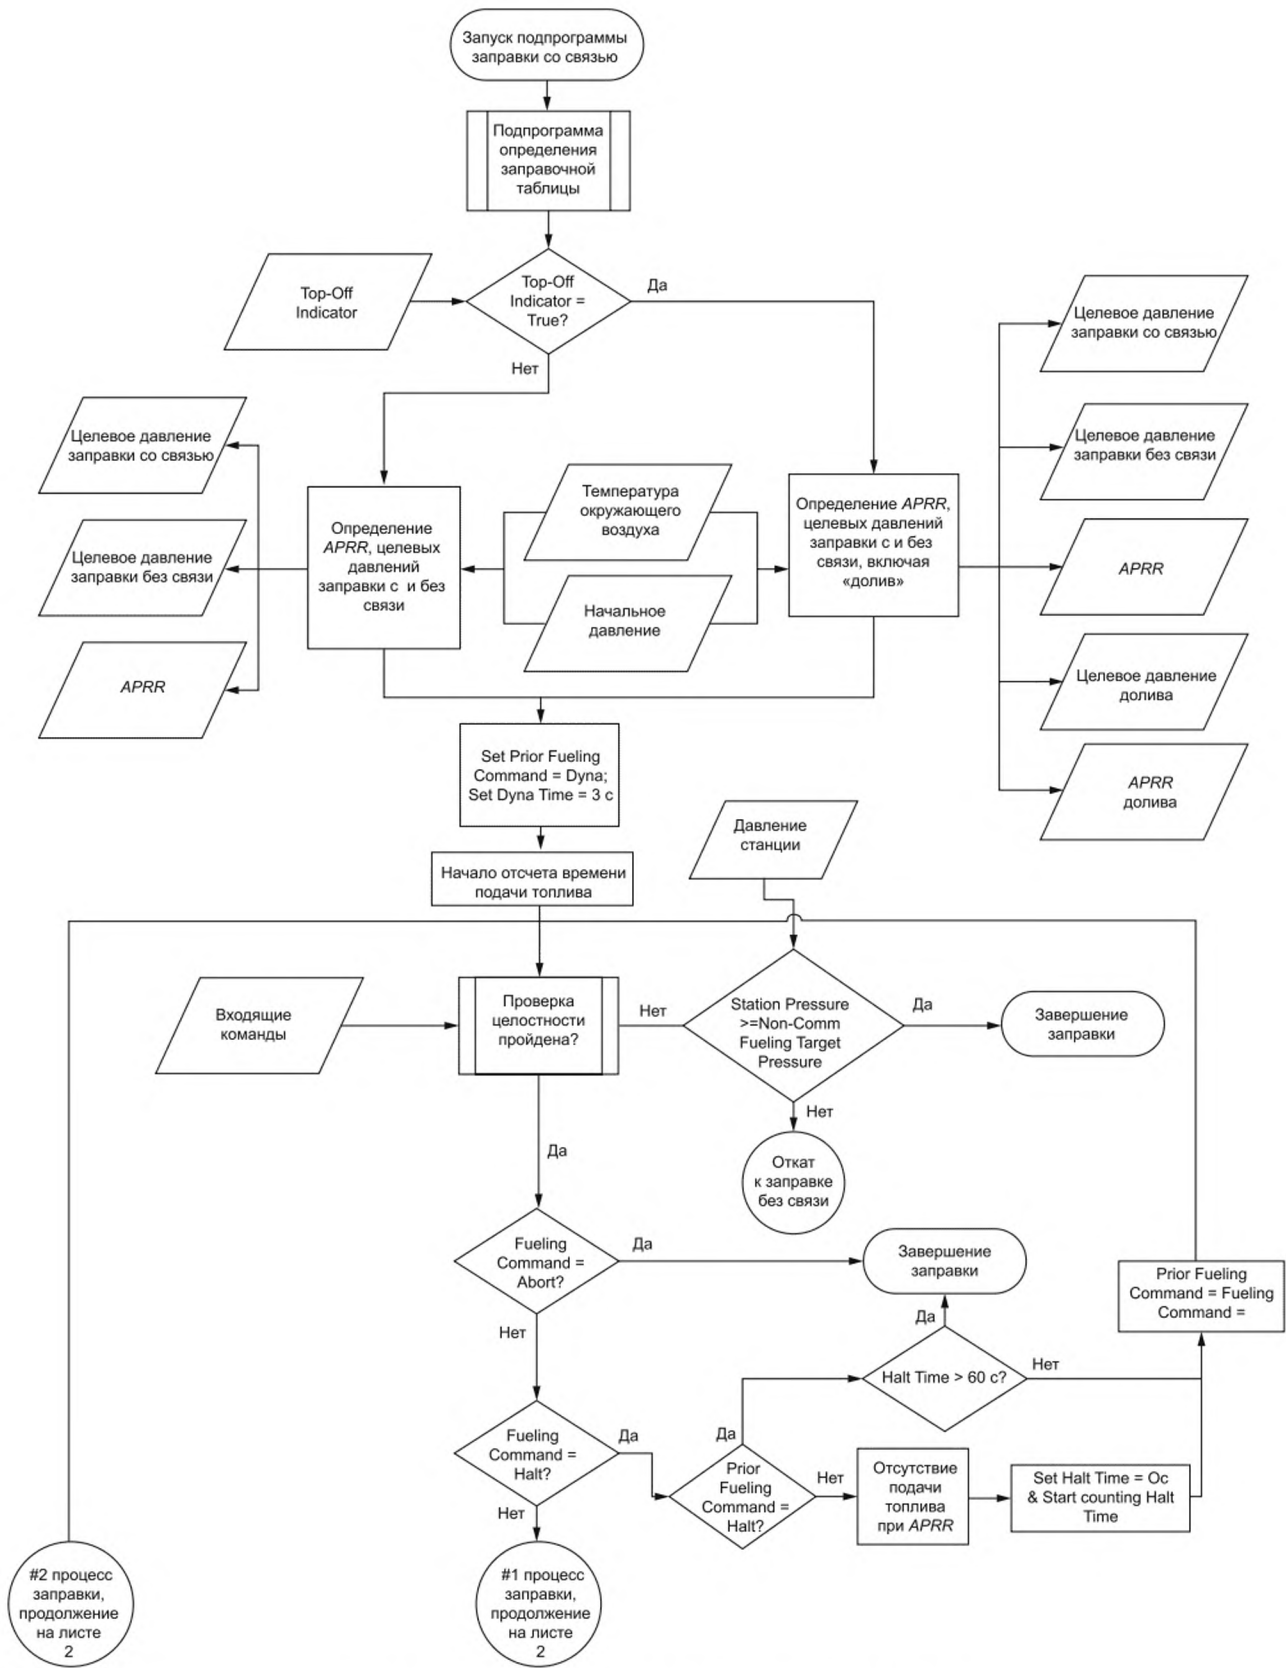 Запуск подпрограммы
заправки со связью
Подпрограмма
определения
заправочной
таблицы
Top-Off
Indicator
Top-Off
Indicator =
True?
Да
Нет
Целевое давление
заправки со связью
Целевое давление
заправки без связи
APRR
Целевое давление
долива
APRR
долива
Целевое давление
заправки со связью
Целевое давление
заправки без связи
APRR
Определение
APRR, целевых
давлений
заправки с и без
связи
Температура
окружающего
воздуха
Начальное
давление
Определение APRR,
целевых давлений
заправки с и без
связи, включая
«долив»
Set Prior Fueling
Command = Dyna;
Set Dyna Time = 3 с
Начало отсчета времени
подачи топлива
Давление
станции
Входящие
команды
Проверка
целостности
пройдена?
Нет
Station Pressure
>=Non-Comm
Fueling Target
Pressure
Да
Завершение
заправки
Нет
Откат
к заправке
без связи
Да
Fueling
Command =
Abort?
Да
Завершение
заправки
Нет
Да
Halt Time > 60 с?
Нет
Prior Fueling
Command = Fueling
Command =
Fueling
Command =
Halt?
Да
Да
Prior
Fueling
Command =
Halt?
Нет
Отсутствие
подачи
топлива
при APRR
Set Halt Time = Ос
& Start counting Halt
Time
Нет
#2 процесс
заправки,
продолжение
на листе
2
#1 процесс
заправки,
продолжение
на листе
2